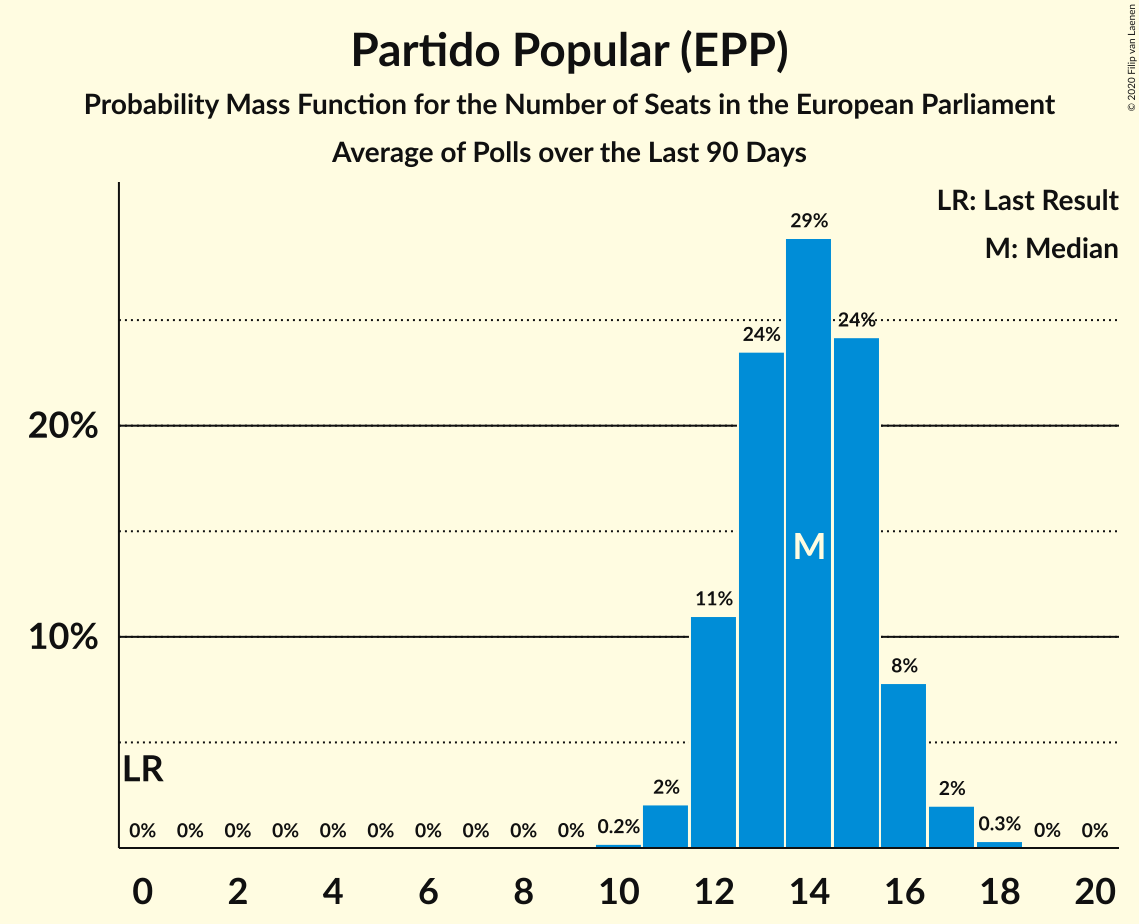 Partido Popular (EPP)
Probability Mass Function for the Number of Seats in the European Parliament
Average of Polls over the Last 90 Days
© 2020 Filip van Laenen
LR: Last Result
M: Median
29%
24%
24%
20%
M
11%
10%
8%
LR
2%
2%
0% 0% 0% 0% 0% 0% 0% 0% 0% 0% 0.2% 0.3% 0% 0%
0 2 4 6 8 10 12 14 16 18 20